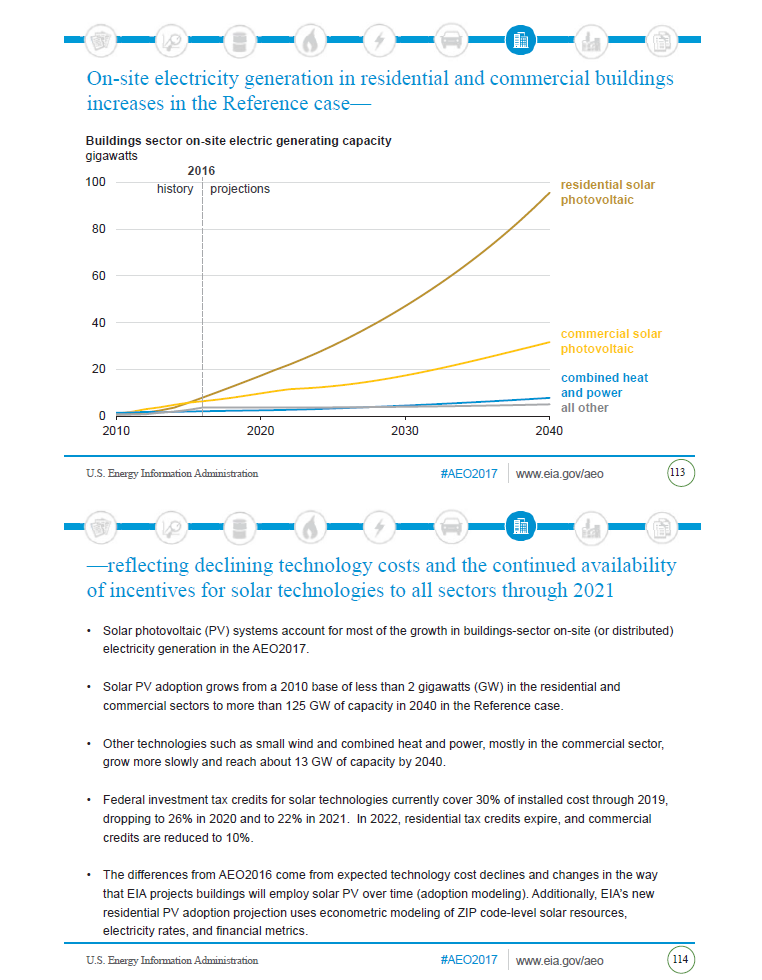 On-site electricity generation in residential and commercial buildings
increases in the Reference case—
Buildings sector on-site electric generating capacity
gigawatts
2016
history projections
100
80
60
40
20
0
2010 2020 2030 2040
residential solar
photovoltaic
commercial solar
photovoltaic
combined heat
and power
all other
U.S. Energy Information Administration #AEO2017 www.eia.gov/aeo 113
—reflecting declining technology costs and the continued availability
of incentives for solar technologies to all sectors through 2021
• Solar photovoltaic (PV) systems account for most of the growth in buildings-sector on-site (or distributed)
electricity generation in the AEO2017.
• Solar PV adoption grows from a 2010 base of less than 2 gigawatts (GW) in the residential and
commercial sectors to more than 125 GW of capacity in 2040 in the Reference case.
• Other technologies such as small wind and combined heat and power, mostly in the commercial sector,
grow more slowly and reach about 13 GW of capacity by 2040.
• Federal investment tax credits for solar technologies currently cover 30% of installed cost through 2019,
dropping to 26% in 2020 and to 22% in 2021. In 2022, residential tax credits expire, and commercial
credits are reduced to 10%.
• The differences from AEO2016 come from expected technology cost declines and changes in the way
that EIA projects buildings will employ solar PV over time (adoption modeling). Additionally, EIA's new
residential PV adoption projection uses econometric modeling of ZIP code-level solar resources,
electricity rates, and financial metrics.
U.S. Energy Information Administration #AEO2017 www.eia.gov/aeo 114